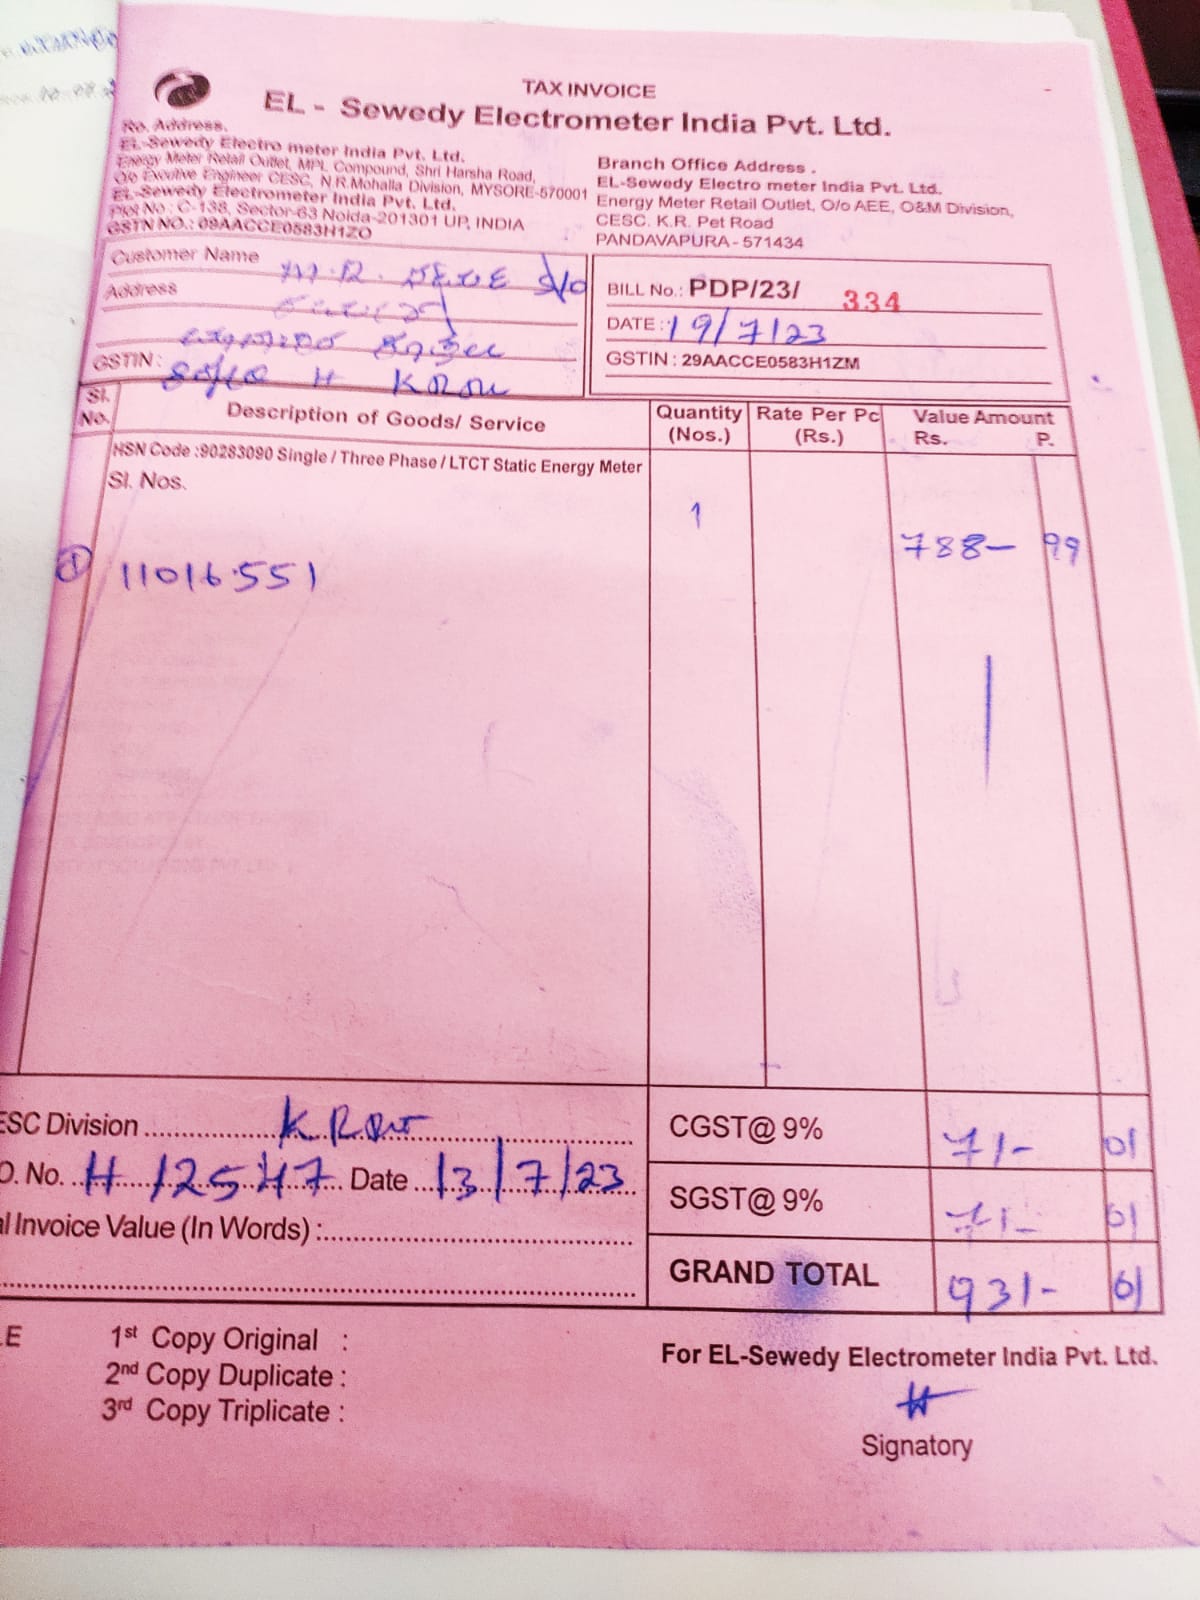 TAX INVOICE
EL - Sewedy Electrometer India Pvt. Ltd.
Ro. Address.
EL-Sewedy Electro meter India Pvt. Ltd.
Energy Meter Retail Outlet, MPL Compound, Shri Harsha Road,
O/o Excutive Engineer CESC, N.R.Mohalla Division, MYSORE-570001
EL-Sewedy Electrometer India Pvt. Ltd.
Plot No : C-138, Sector-63 Noida-201301 UP, INDIA
GSTN NO.: 09AACCE0583H1ZO
Branch Office Address .
EL-Sewedy Electro meter India Pvt. Ltd.
Energy Meter Retail Outlet, O/o AEE, O&M Division,
CESC. K.R. Pet Road
PANDAVAPURA - 571434
Customer Name S/o
Address
GSTIN : H
BILL No.: PDP/23/ 334
DATE : 19/7/23
GSTIN : 29AACCE0583H1ZM
Sl. No. Description of Goods/ Service Quantity (Nos.) Rate Per Pc (Rs.) Value Amount Rs. P.
HSN Code :90283090 Single / Three Phase / LTCT Static Energy Meter
Sl. Nos.
1
788- 99
① 11016551
ESC Division
O. No. H 12547 Date 13/7/23
al Invoice Value (In Words) :
CGST@ 9% 71- 01
SGST@ 9% 71- 01
GRAND TOTAL 931- 01
LE
1st Copy Original :
2nd Copy Duplicate :
3rd Copy Triplicate :
For EL-Sewedy Electrometer India Pvt. Ltd.
Signatory